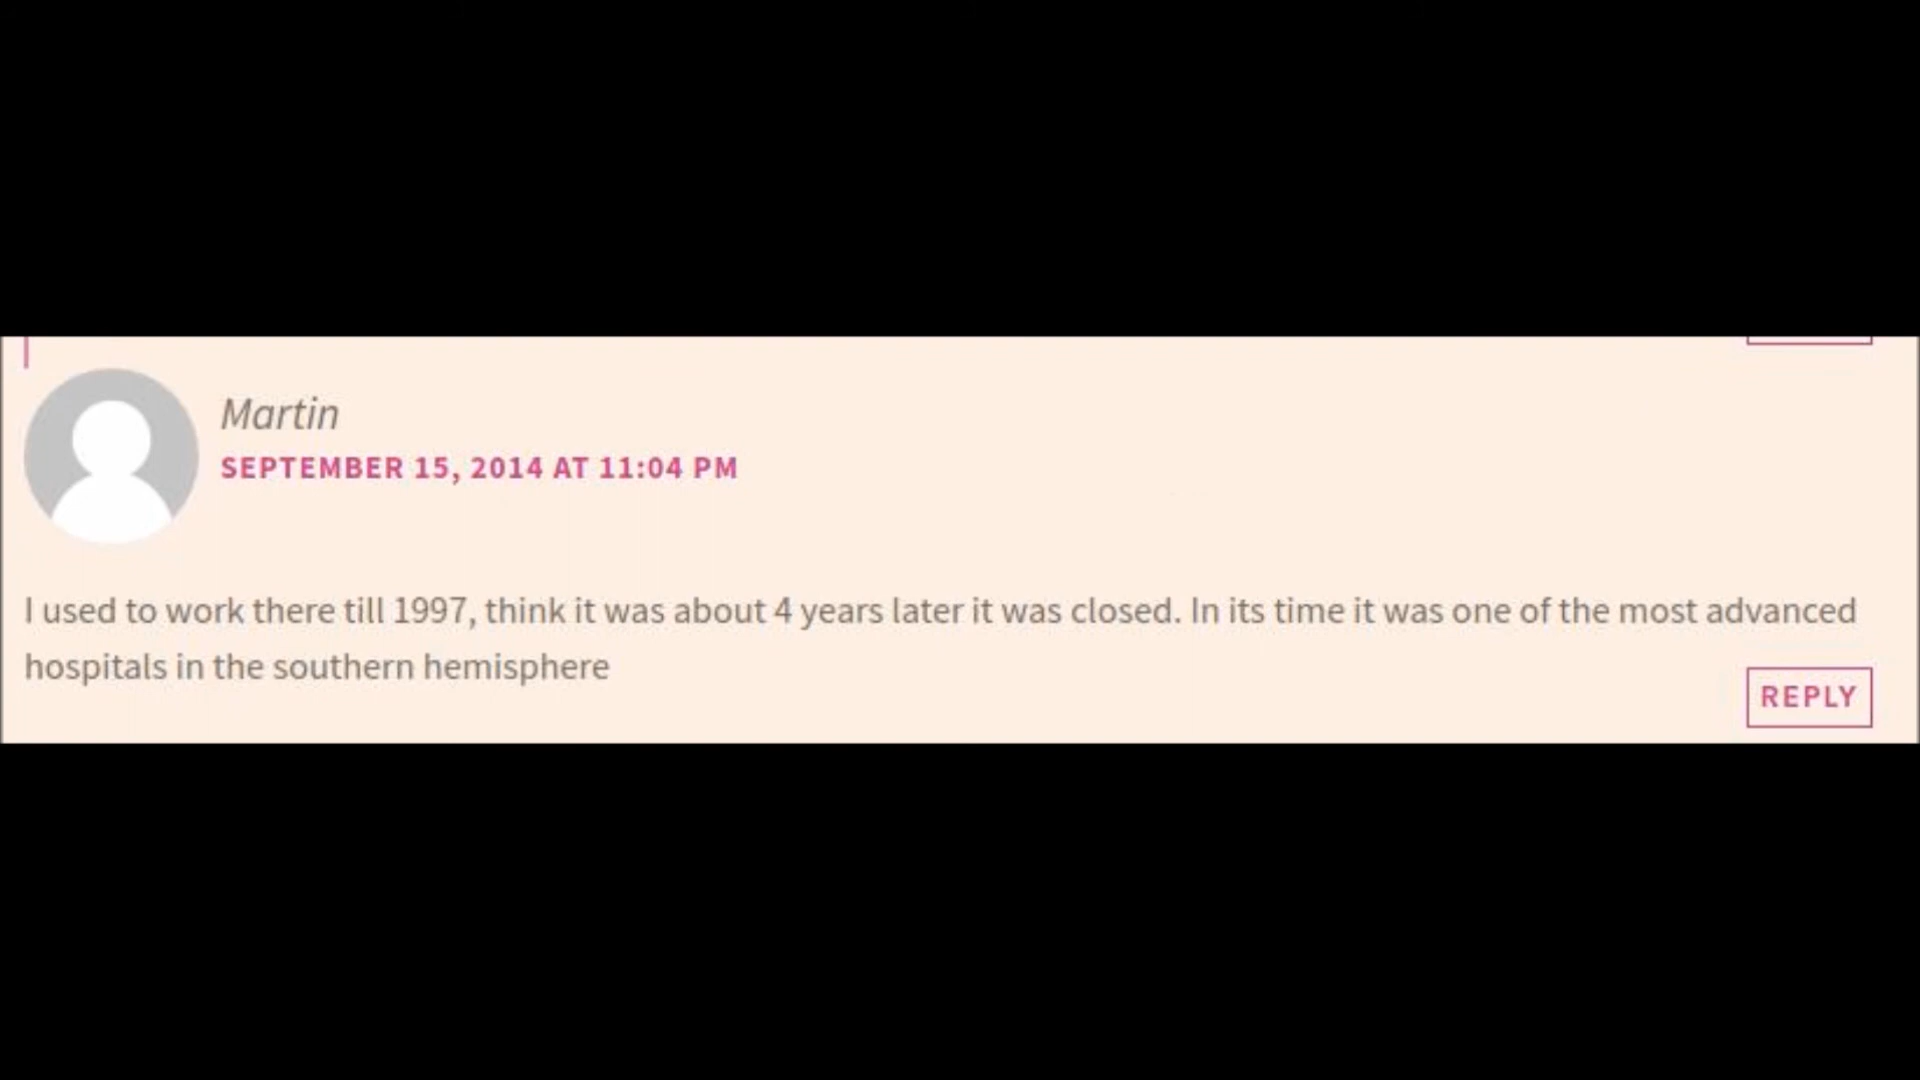 Martin
SEPTEMBER 15, 2014 AT 11:04 PM
I used to work there till 1997, think it was about 4 years later it was closed. In its time it was one of the most advanced
hospitals in the southern hemisphere
REPLY